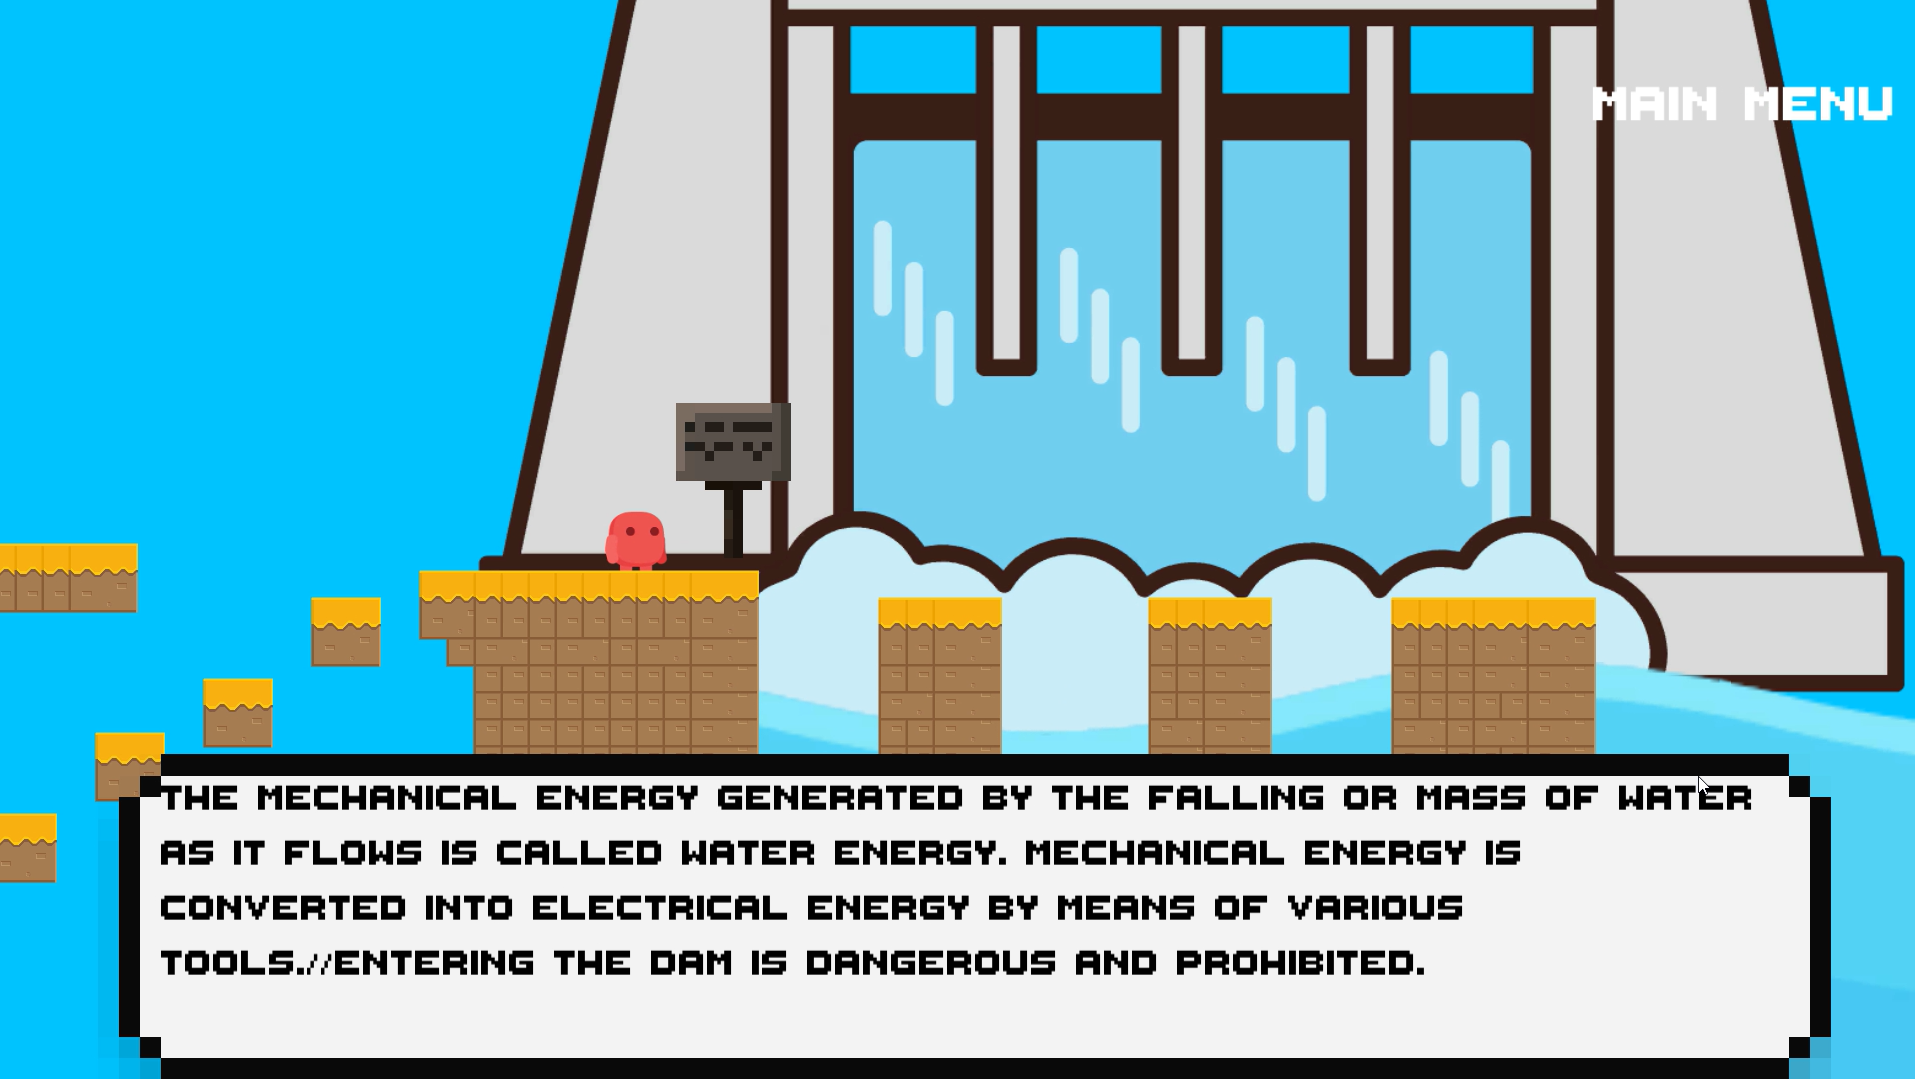 MAIN MENU
THE MECHANICAL ENERGY GENERATED BY THE FALLING OR MASS OF WATER
AS IT FLOWS IS CALLED WATER ENERGY. MECHANICAL ENERGY IS
CONVERTED INTO ELECTRICAL ENERGY BY MEANS OF VARIOUS
TOOLS.//ENTERING THE DAM IS DANGEROUS AND PROHIBITED.